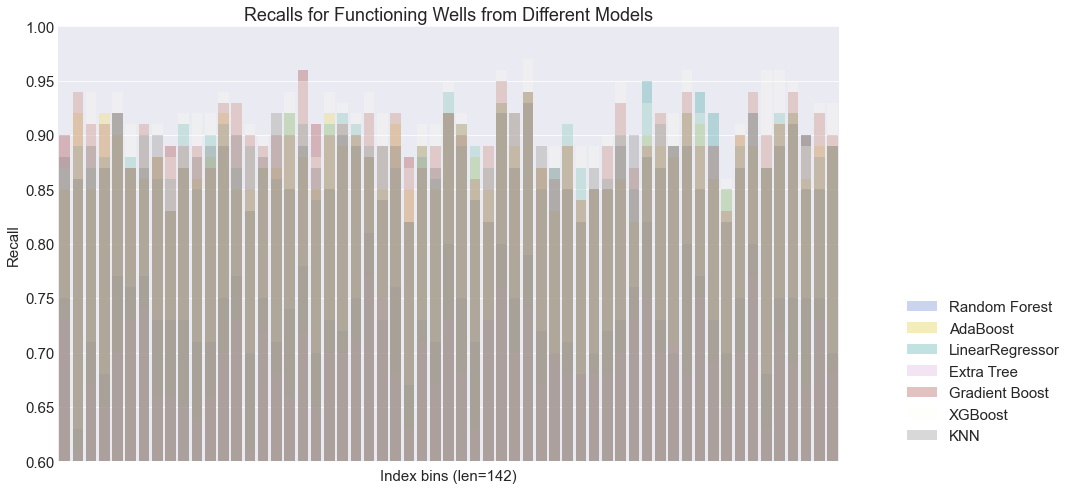 Recalls for Functioning Wells from Different Models
1.00
0.95
0.90
0.85
0.80
0.75
0.70
0.65
0.60
Recall
Index bins (len=142)
Random Forest
AdaBoost
LinearRegressor
Extra Tree
Gradient Boost
XGBoost
KNN